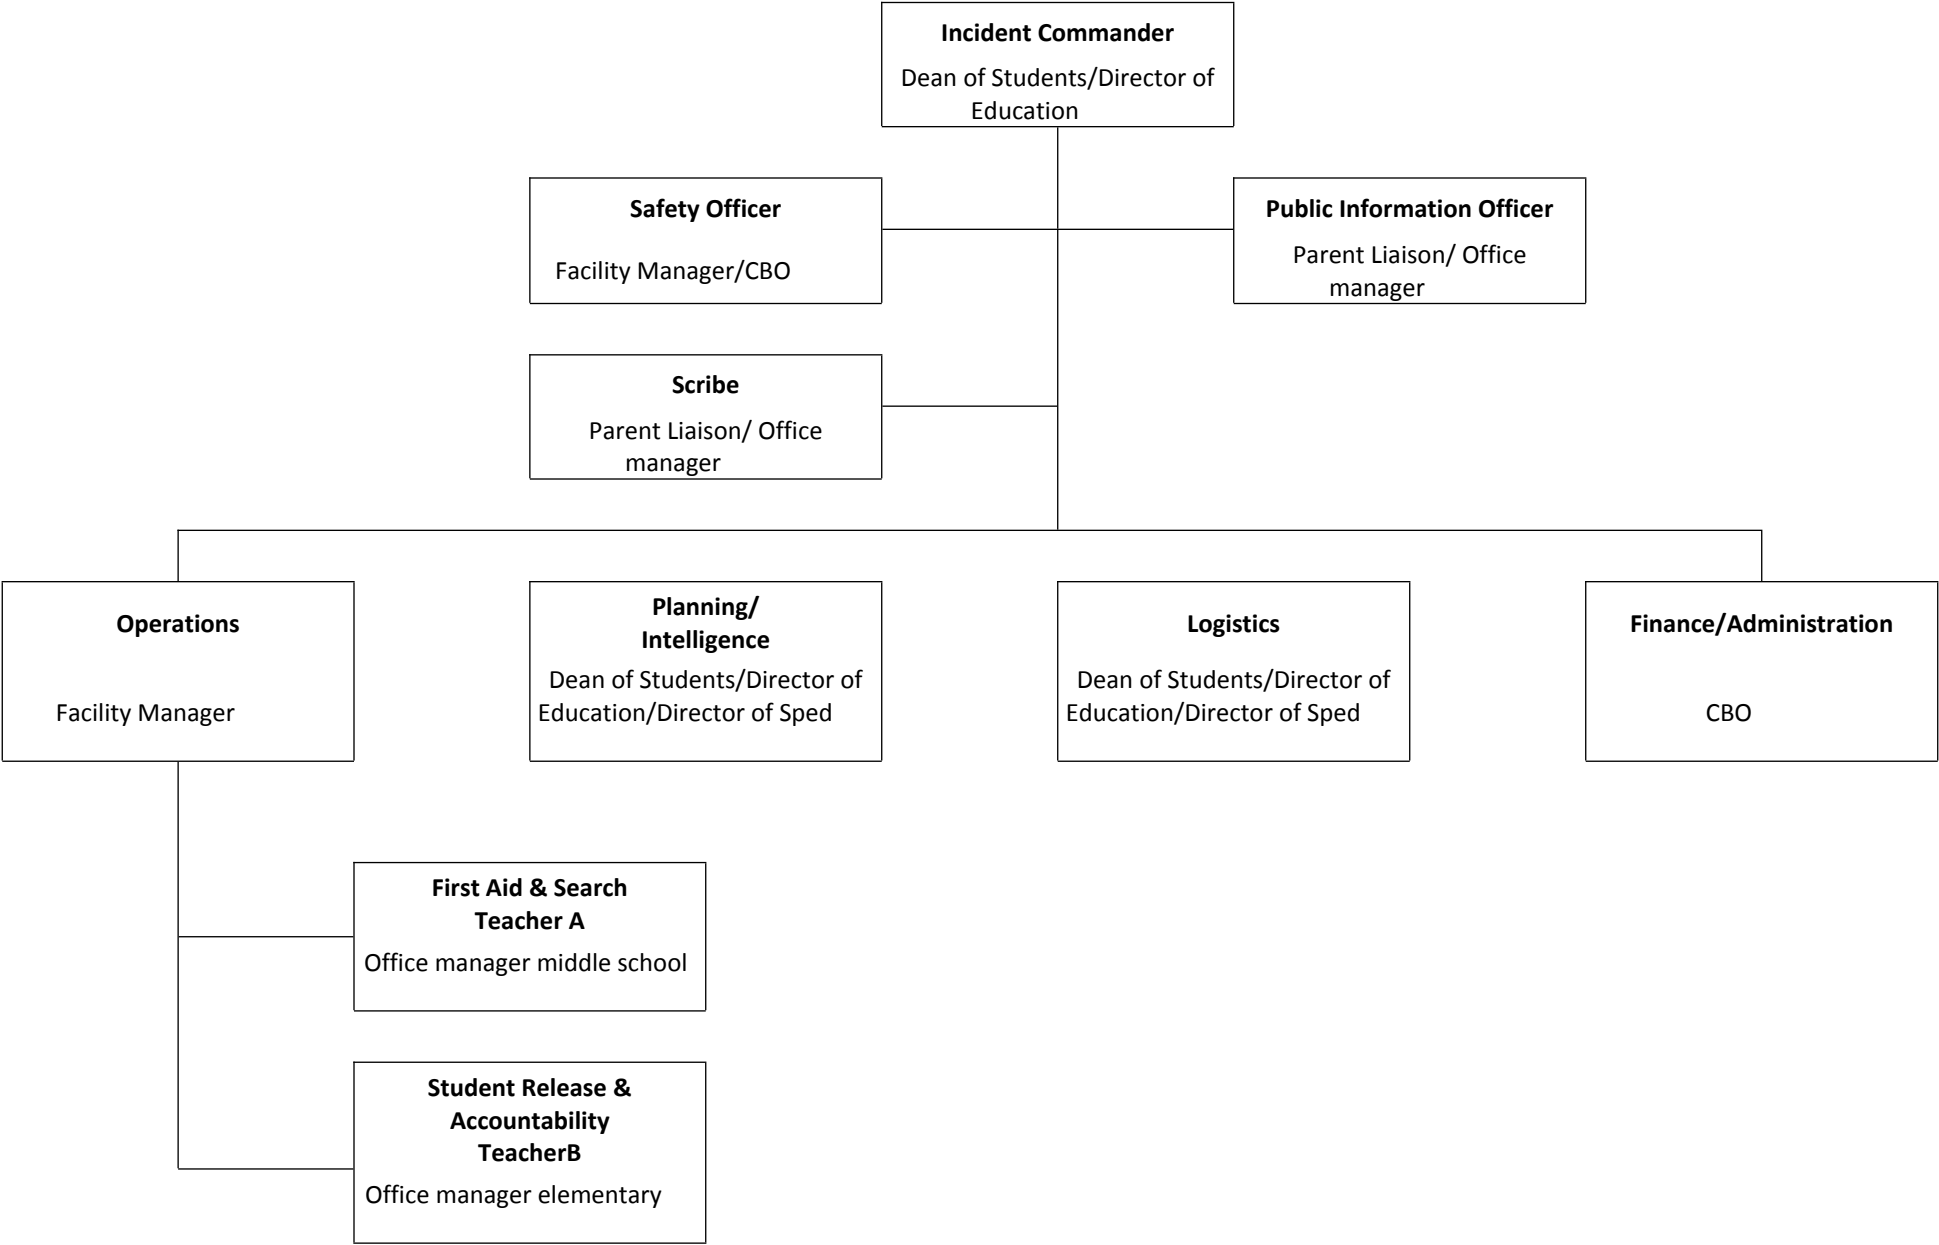 Incident Commander
Dean of Students/Director of
Education
Safety Officer
Facility Manager/CBO
Public Information Officer
Parent Liaison/ Office
manager
Scribe
Parent Liaison/ Office
manager
Operations
Facility Manager
Planning/
Intelligence
Dean of Students/Director of
Education/Director of Sped
Logistics
Dean of Students/Director of
Education/Director of Sped
Finance/Administration
CBO
First Aid & Search
Teacher A
Office manager middle school
Student Release &
Accountability
TeacherB
Office manager elementary